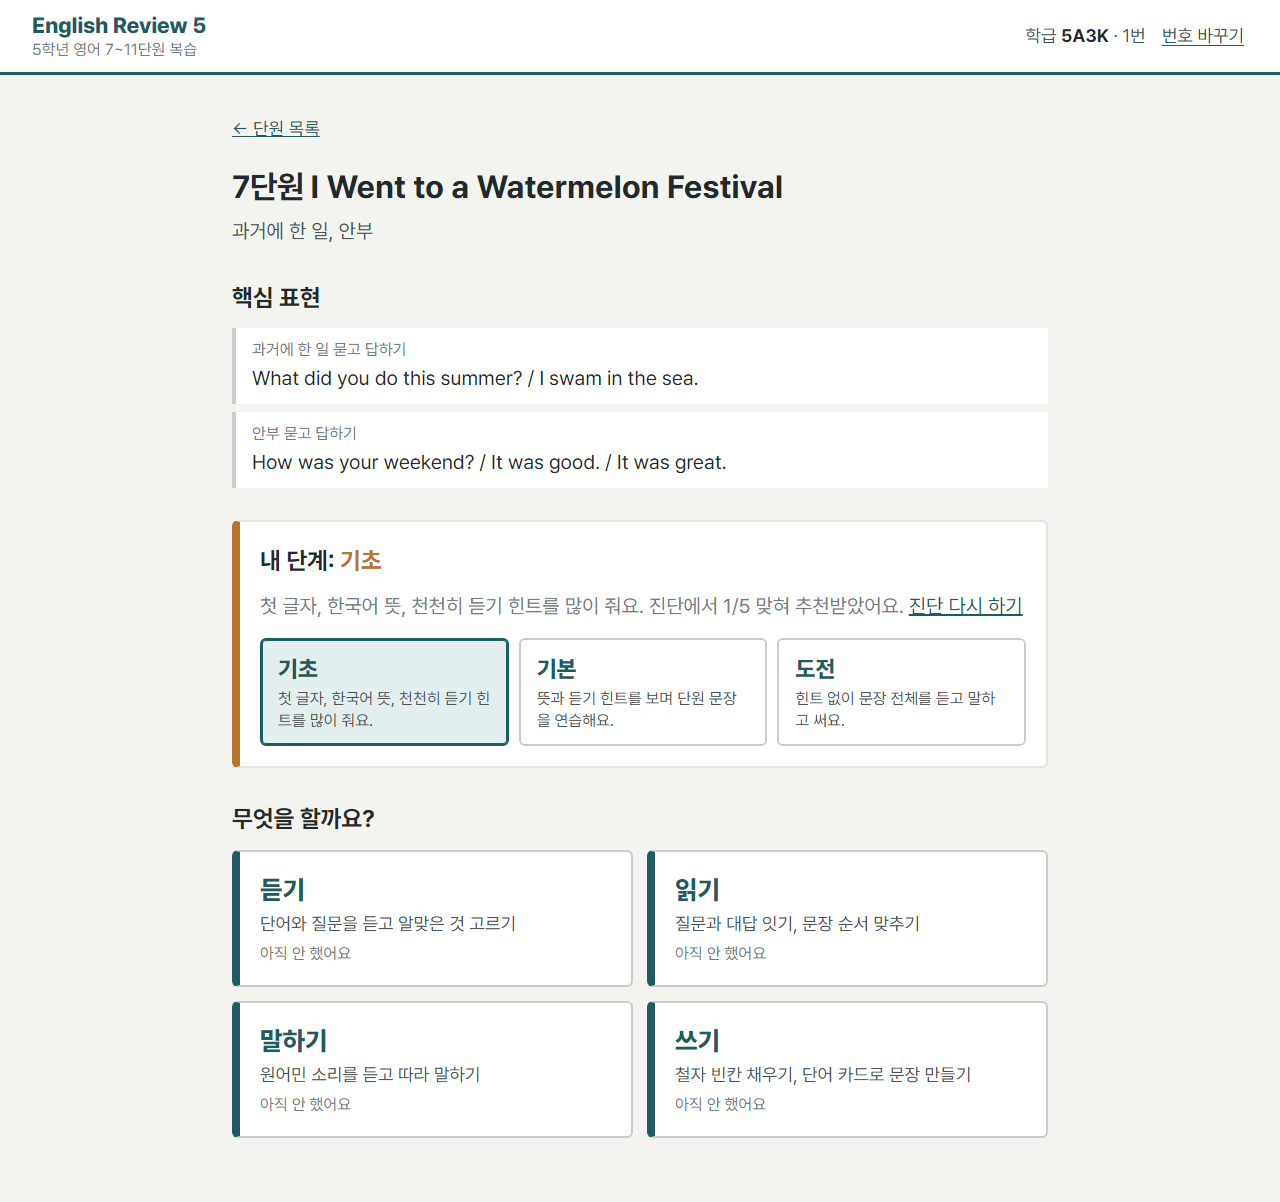 English Review 5
5학년 영어 7~11단원 복습
학급 5A3K · 1번 번호 바꾸기
← 단원 목록
7단원 I Went to a Watermelon Festival
과거에 한 일, 안부
핵심 표현
과거에 한 일 묻고 답하기
What did you do this summer? / I swam in the sea.
안부 묻고 답하기
How was your weekend? / It was good. / It was great.
내 단계: 기초
첫 글자, 한국어 뜻, 천천히 듣기 힌트를 많이 줘요. 진단에서 1/5 맞혀 추천받았어요. 진단 다시 하기
기초
첫 글자, 한국어 뜻, 천천히 듣기 힌
트를 많이 줘요.
기본
뜻과 듣기 힌트를 보며 단원 문장
을 연습해요.
도전
힌트 없이 문장 전체를 듣고 말하
고 써요.
무엇을 할까요?
듣기
단어와 질문을 듣고 알맞은 것 고르기
아직 안 했어요
읽기
질문과 대답 잇기, 문장 순서 맞추기
아직 안 했어요
말하기
원어민 소리를 듣고 따라 말하기
아직 안 했어요
쓰기
철자 빈칸 채우기, 단어 카드로 문장 만들기
아직 안 했어요